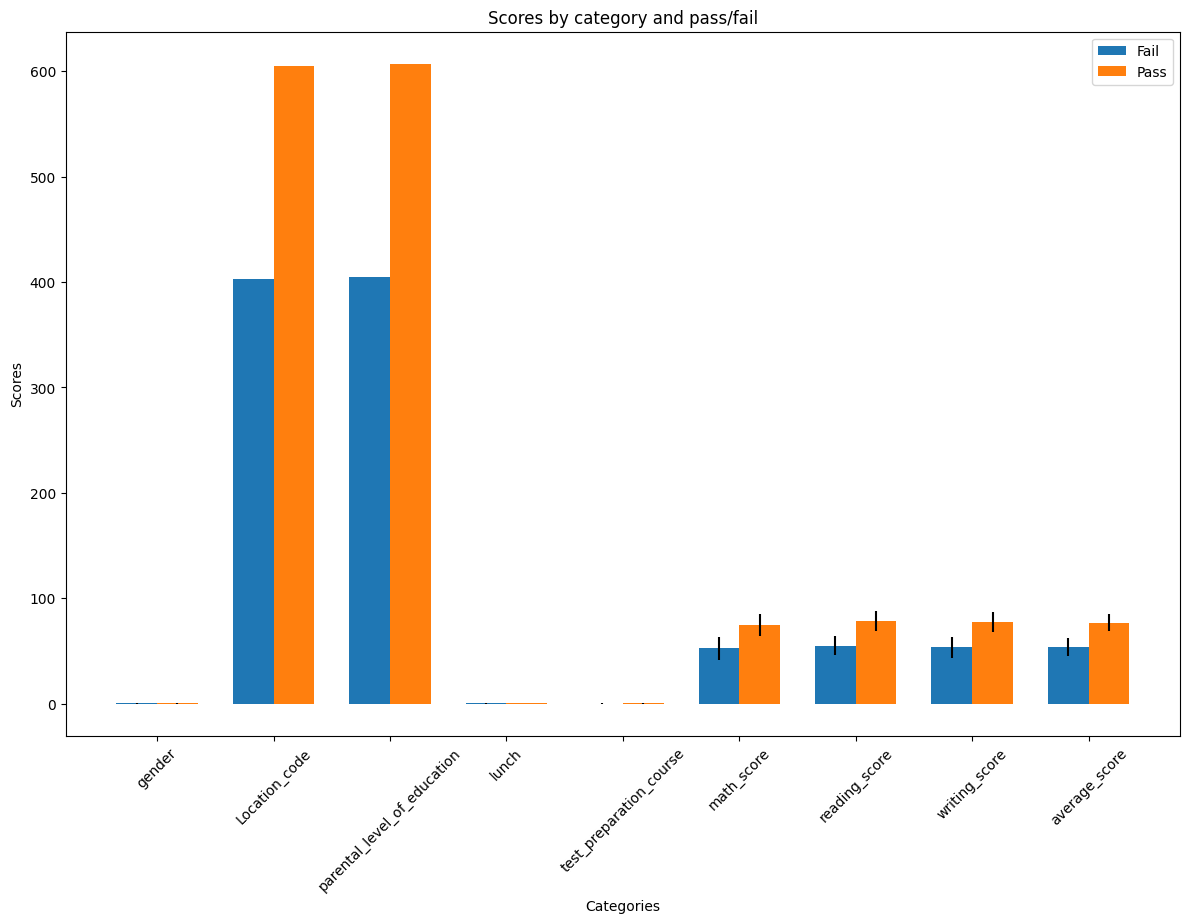 Scores by category and pass/fail
Fail
Pass
600
500
400
300
200
100
0
Scores
gender
Location_code
parental_level_of_education
lunch
test_preparation_course
math_score
reading_score
writing_score
average_score
Categories